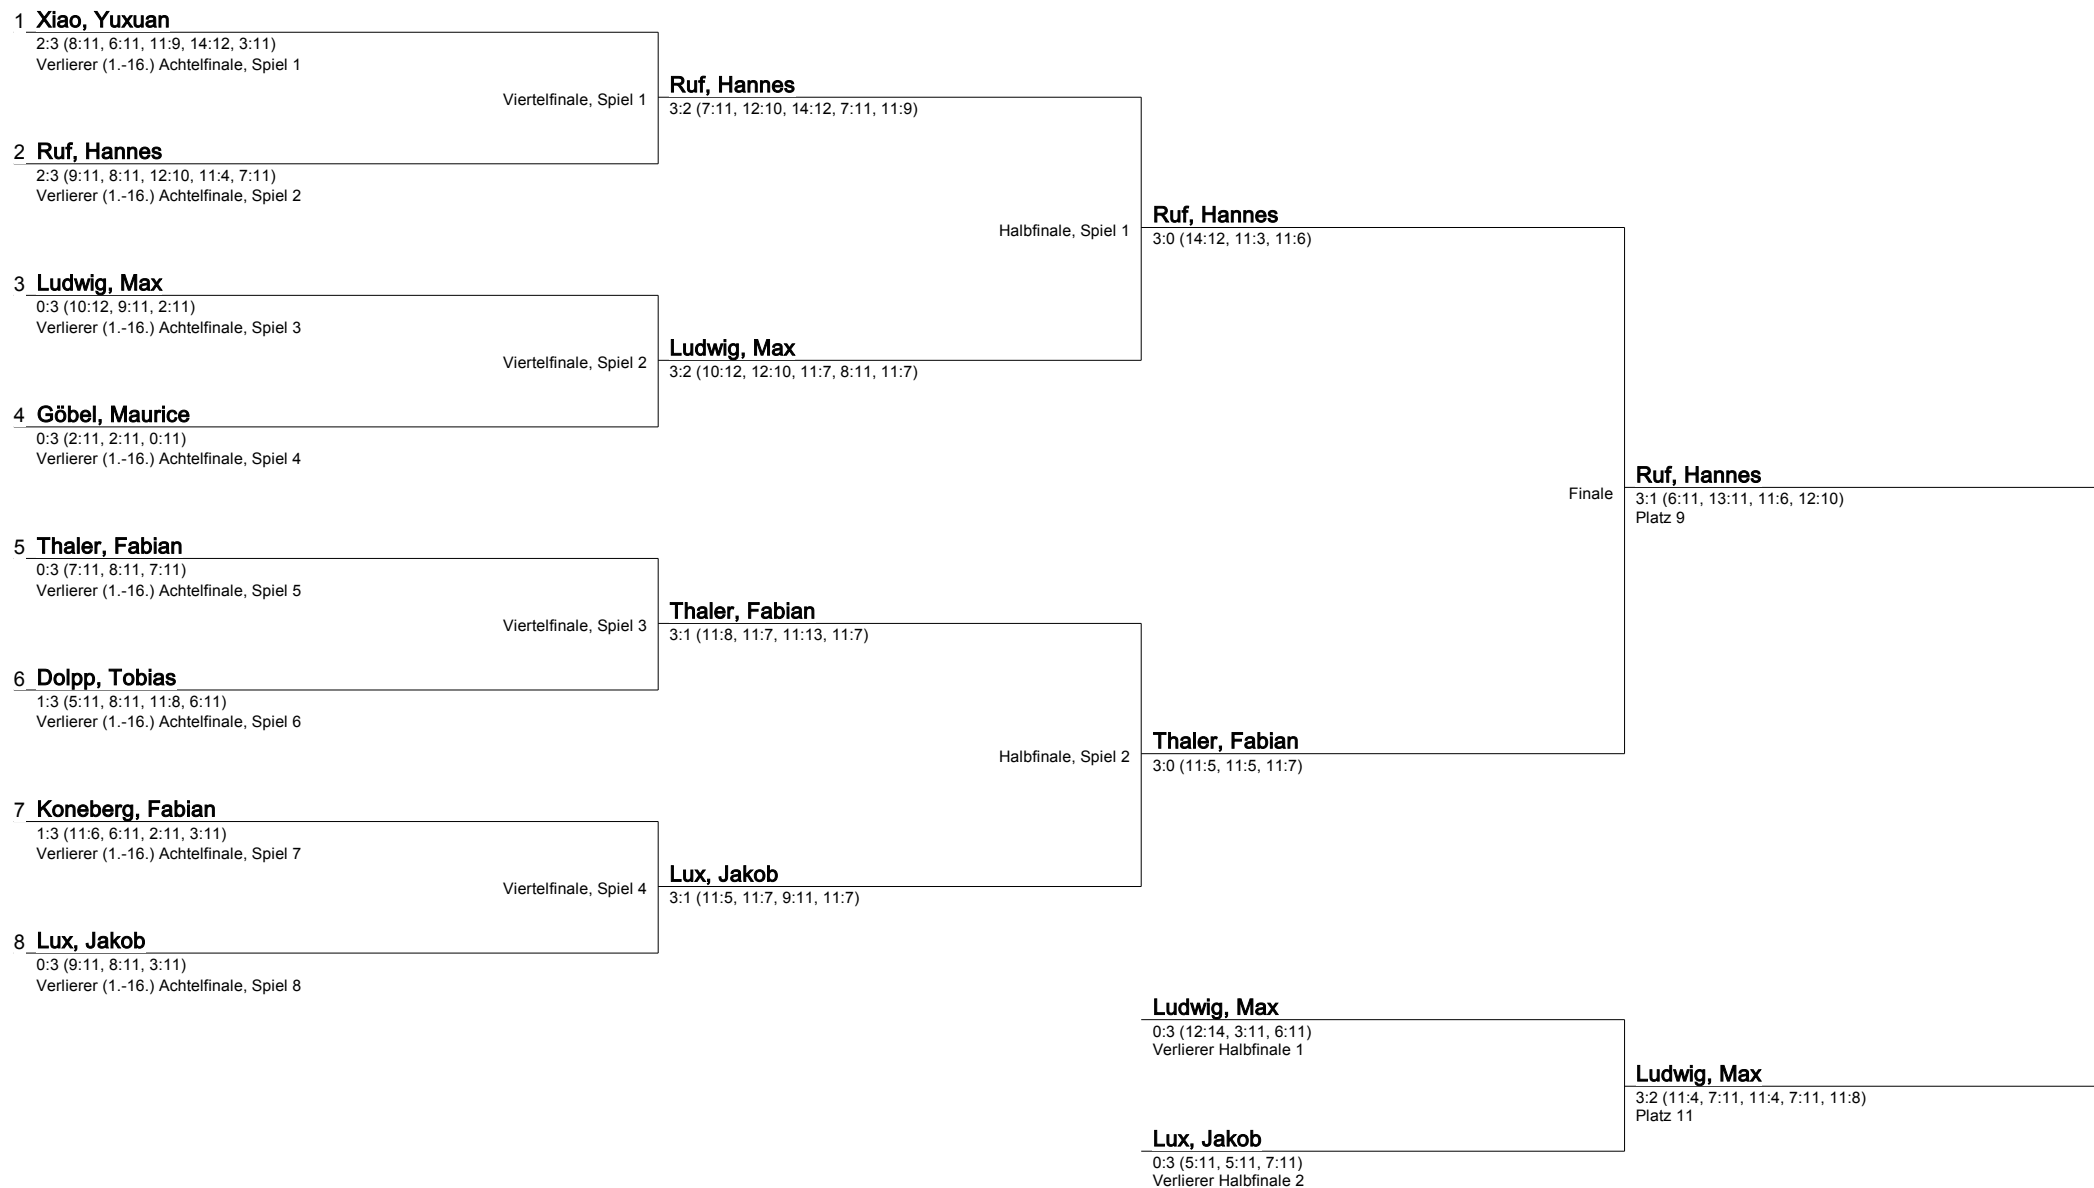 1 Xiao, Yuxuan
2:3 (8:11, 6:11, 11:9, 14:12, 3:11)
Verlierer (1.-16.) Achtelfinale, Spiel 1
Viertelfinale, Spiel 1
Ruf, Hannes
3:2 (7:11, 12:10, 14:12, 7:11, 11:9)
2 Ruf, Hannes
2:3 (9:11, 8:11, 12:10, 11:4, 7:11)
Verlierer (1.-16.) Achtelfinale, Spiel 2
Halbfinale, Spiel 1
Ruf, Hannes
3:0 (14:12, 11:3, 11:6)
3 Ludwig, Max
0:3 (10:12, 9:11, 2:11)
Verlierer (1.-16.) Achtelfinale, Spiel 3
Viertelfinale, Spiel 2
Ludwig, Max
3:2 (10:12, 12:10, 11:7, 8:11, 11:7)
4 Göbel, Maurice
0:3 (2:11, 2:11, 0:11)
Verlierer (1.-16.) Achtelfinale, Spiel 4
Finale
Ruf, Hannes
3:1 (6:11, 13:11, 11:6, 12:10)
Platz 9
5 Thaler, Fabian
0:3 (7:11, 8:11, 7:11)
Verlierer (1.-16.) Achtelfinale, Spiel 5
Viertelfinale, Spiel 3
Thaler, Fabian
3:1 (11:8, 11:7, 11:13, 11:7)
6 Dolpp, Tobias
1:3 (5:11, 8:11, 11:8, 6:11)
Verlierer (1.-16.) Achtelfinale, Spiel 6
Halbfinale, Spiel 2
Thaler, Fabian
3:0 (11:5, 11:5, 11:7)
7 Koneberg, Fabian
1:3 (11:6, 6:11, 2:11, 3:11)
Verlierer (1.-16.) Achtelfinale, Spiel 7
Viertelfinale, Spiel 4
Lux, Jakob
3:1 (11:5, 11:7, 9:11, 11:7)
8 Lux, Jakob
0:3 (9:11, 8:11, 3:11)
Verlierer (1.-16.) Achtelfinale, Spiel 8
Ludwig, Max
0:3 (12:14, 3:11, 6:11)
Verlierer Halbfinale 1
Ludwig, Max
3:2 (11:4, 7:11, 11:4, 7:11, 11:8)
Platz 11
Lux, Jakob
0:3 (5:11, 5:11, 7:11)
Verlierer Halbfinale 2